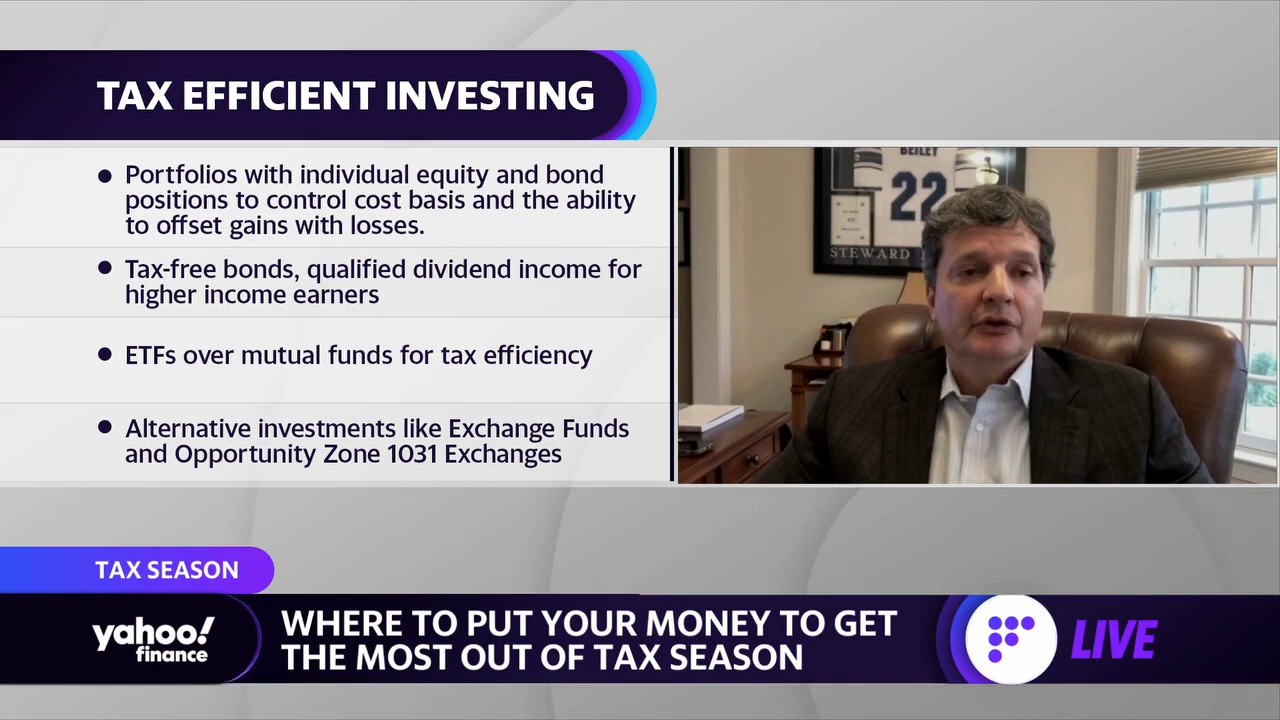 TAX EFFICIENT INVESTING
Portfolios with individual equity and bond
positions to control cost basis and the ability
to offset gains with losses.
Tax-free bonds, qualified dividend income for
higher income earners
ETFs over mutual funds for tax efficiency
Alternative investments like Exchange Funds
and Opportunity Zone 1031 Exchanges
BEILEY
22
STEWARD
TAX SEASON
yahoo!
finance
WHERE TO PUT YOUR MONEY TO GET
THE MOST OUT OF TAX SEASON
LIVE